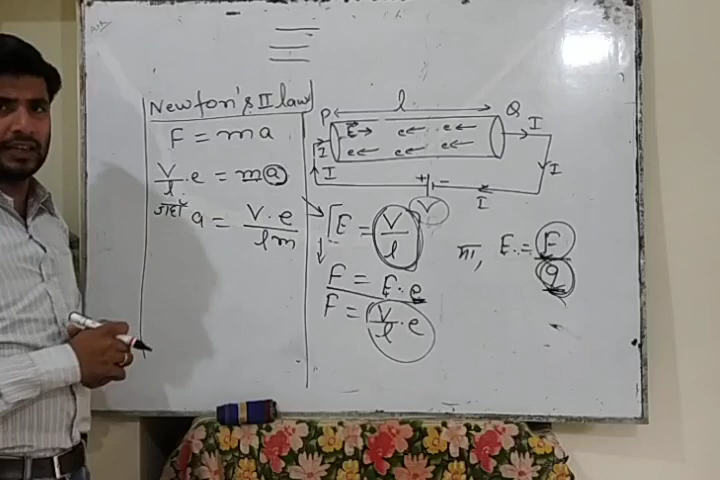 Newton's II law
F = ma
V/l · e = ma
जहाँ a = V·e/lm
P l Q
E→ e← e← e←
e← e← e←
I I I I I
+ −
V
E = V/l
F = E·e
F = V/l · e
या, E = F/q